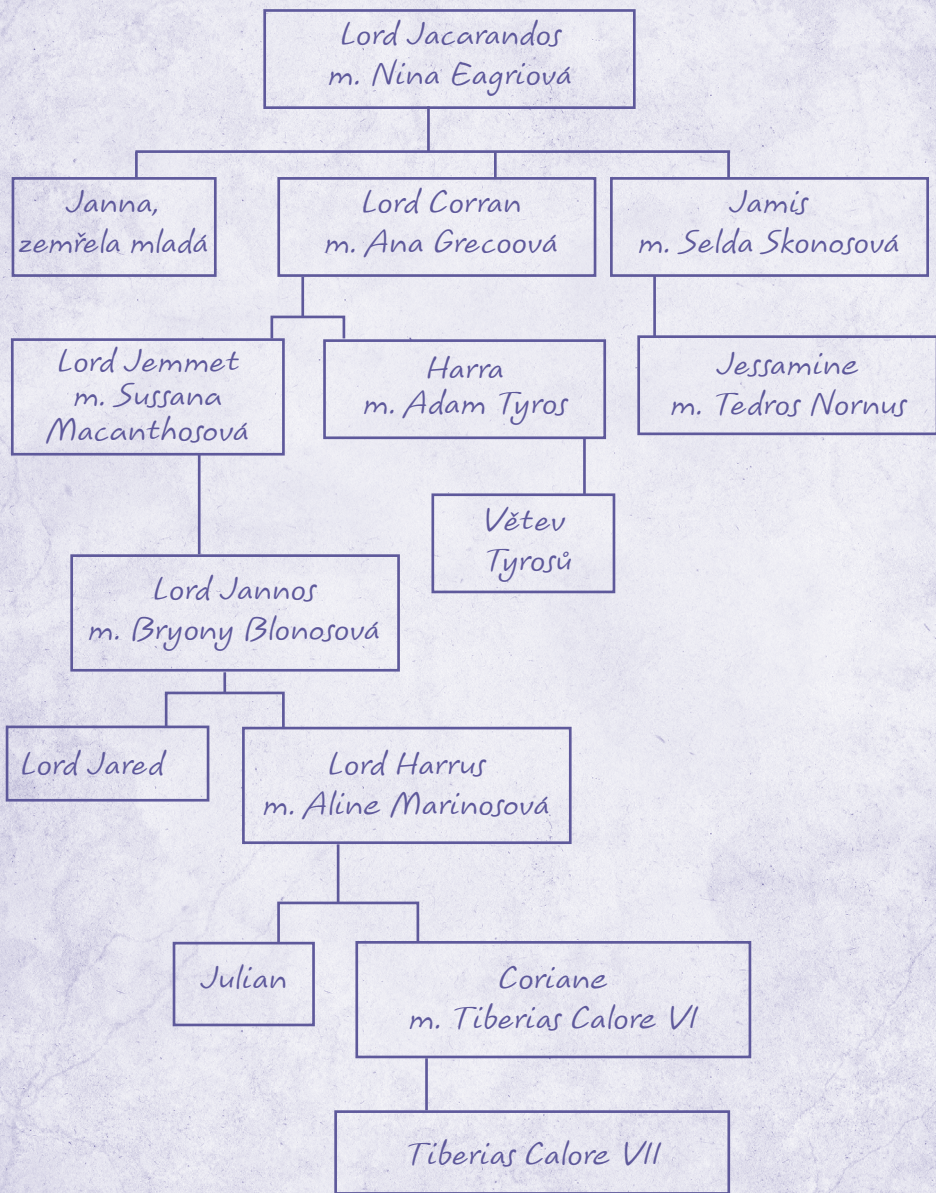 Lord Jacarandos
m. Nina Eagriová
Janna,
zemřela mladá
Lord Corran
m. Ana Grecoová
Jamis
m. Selda Skonosová
Lord Jemmet
m. Sussana
Macanthosová
Harra
m. Adam Tyros
Jessamine
m. Tedros Nornus
Větev
Tyrosů
Lord Jannos
m. Bryony Blonosová
Lord Jared
Lord Harrus
m. Aline Marinosová
Julian
Coriane
m. Tiberias Calore VI
Tiberias Calore VII